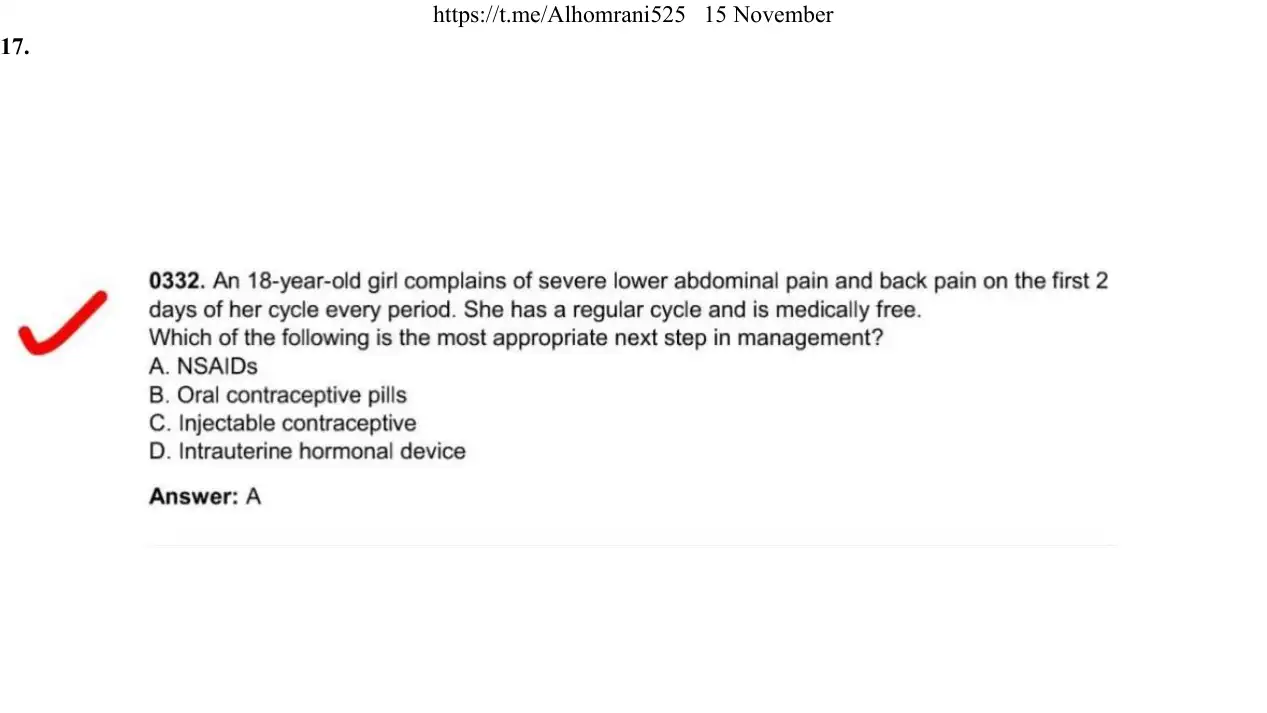 https://t.me/Alhomrani525 15 November
17.
0332. An 18-year-old girl complains of severe lower abdominal pain and back pain on the first 2
days of her cycle every period. She has a regular cycle and is medically free.
Which of the following is the most appropriate next step in management?
A. NSAIDs
B. Oral contraceptive pills
C. Injectable contraceptive
D. Intrauterine hormonal device
Answer: A